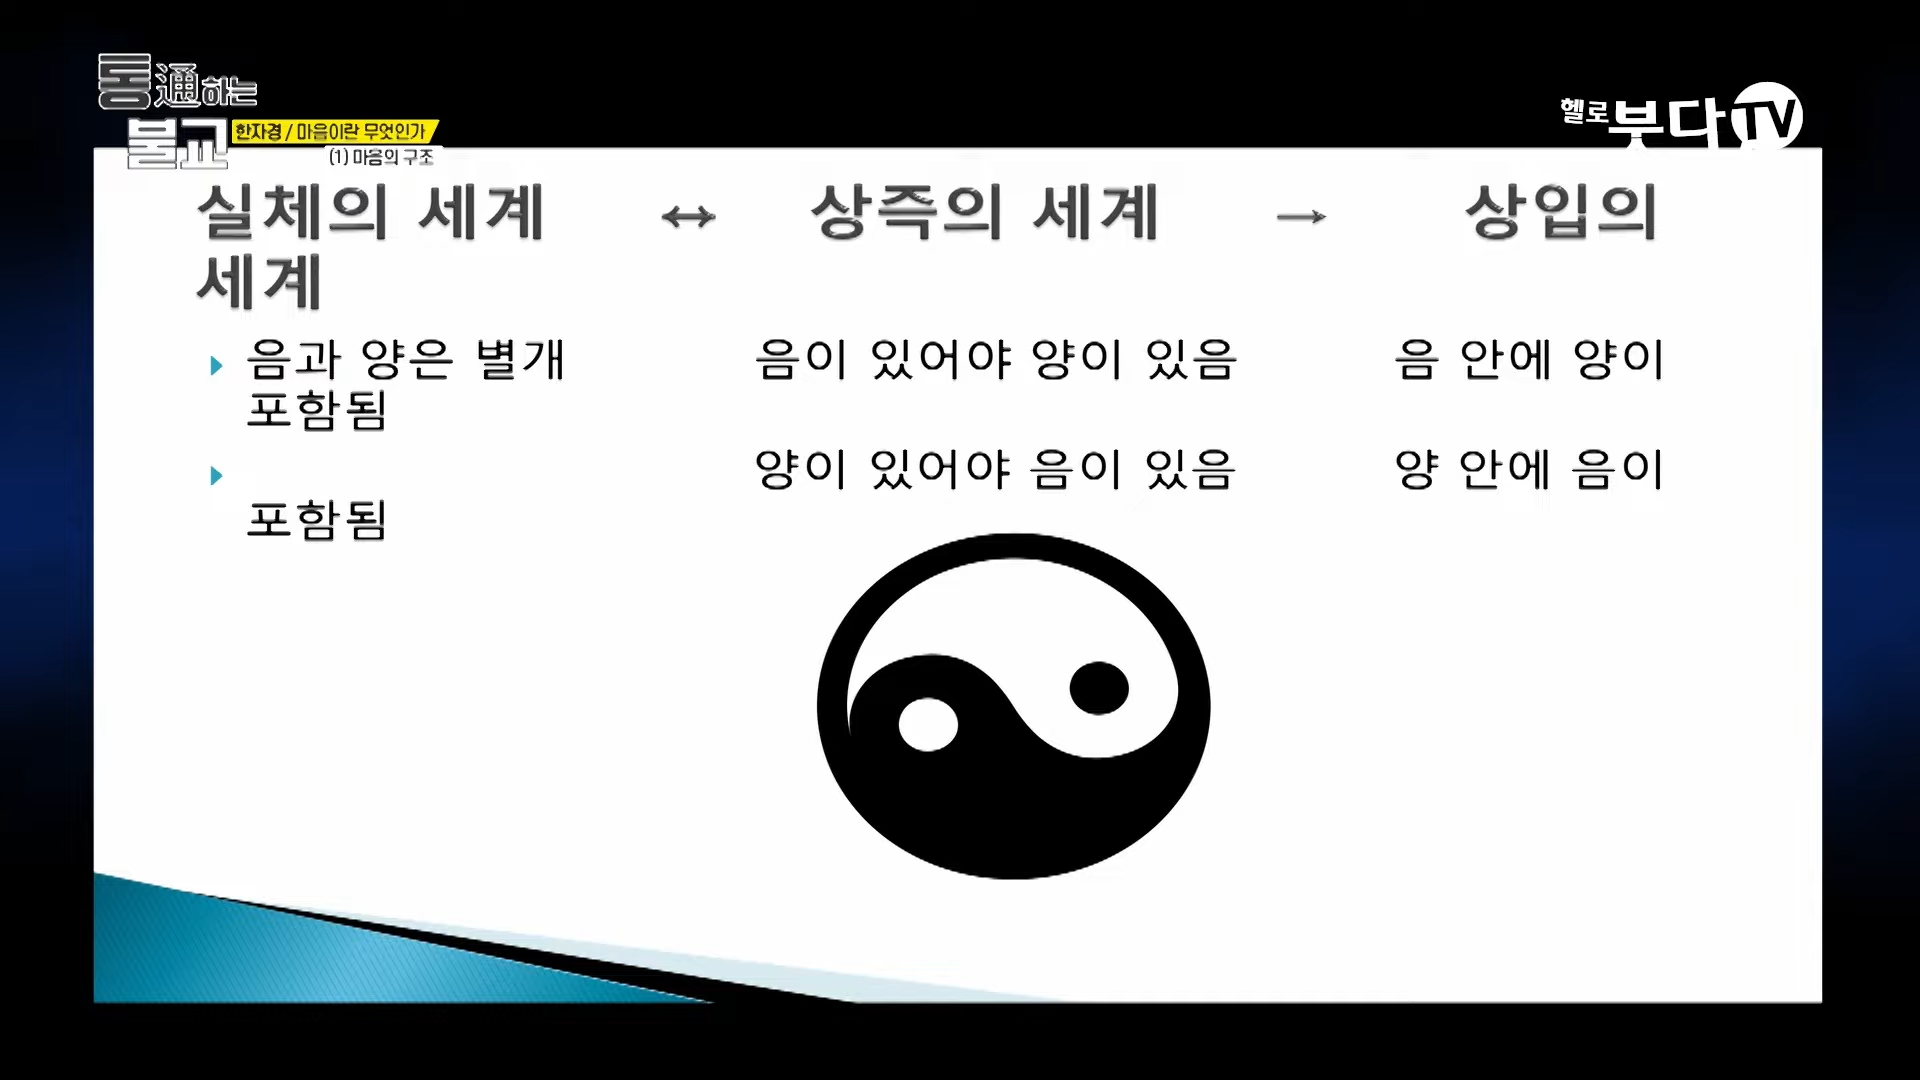 통通하는
불교 한자경 / 마음이란 무엇인가
(1) 마음의 구조
헬로붓다TV
실체의 세계 ↔ 상즉의 세계 → 상입의
세계
음과 양은 별개 음이 있어야 양이 있음 음 안에 양이
포함됨
양이 있어야 음이 있음 양 안에 음이
포함됨